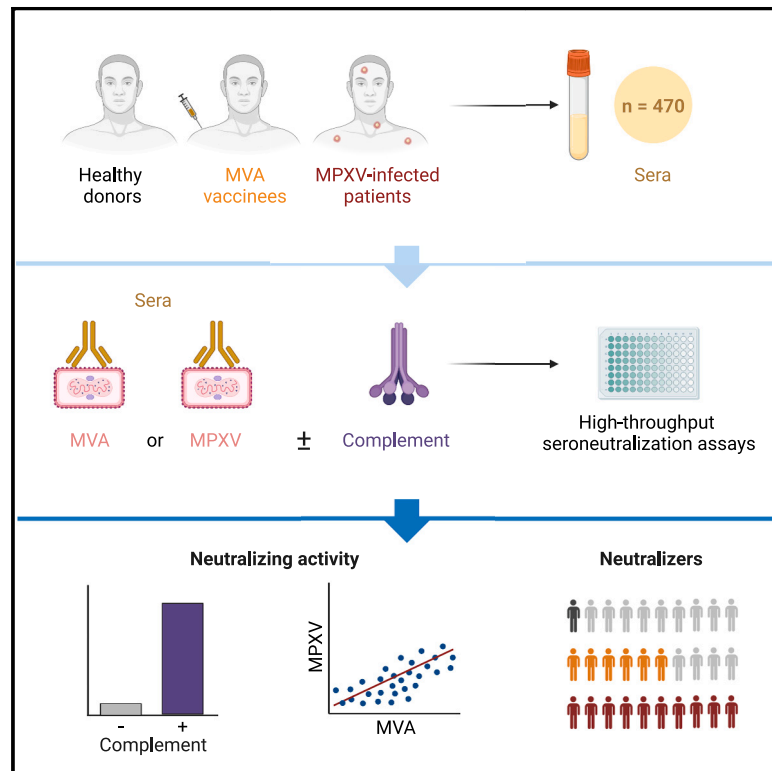 n = 470
Healthy
donors
MVA
vaccinees
MPXV-infected
patients
Sera
Sera
MVA
or
MPXV
±
Complement
High-throughput
seroneutralization assays
Neutralizing activity
Neutralizers
MPXV
- +
Complement
MVA